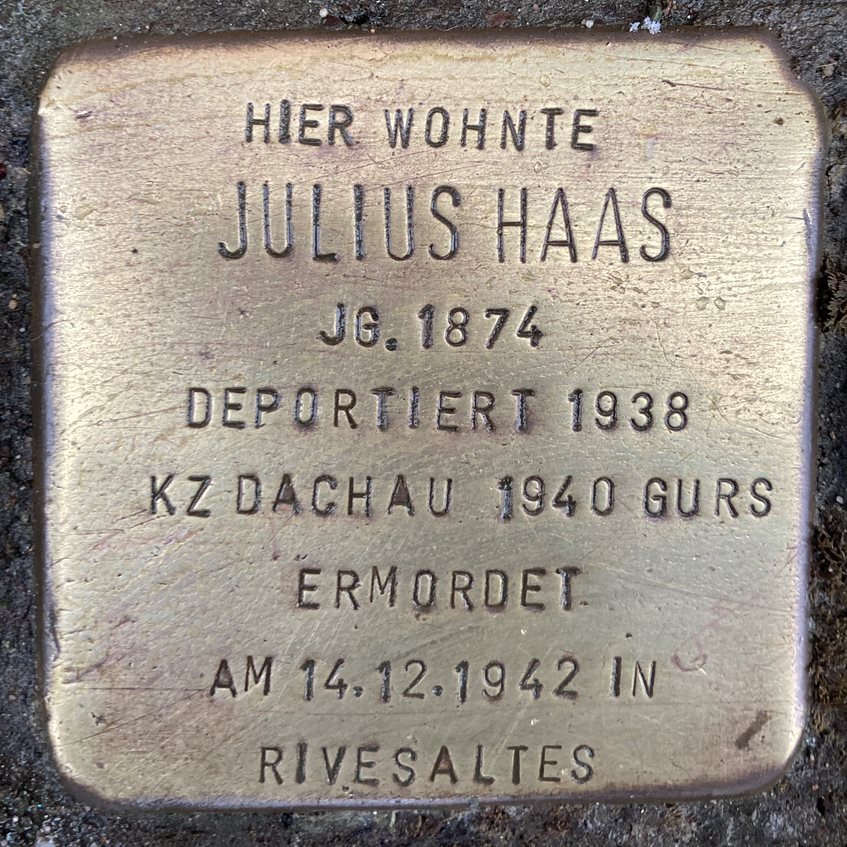 HIER WOHNTE
JULIUS HAAS
JG. 1874
DEPORTIERT 1938
KZ DACHAU 1940 GURS
ERMORDET
AM 14.12.1942 IN
RIVESALTES